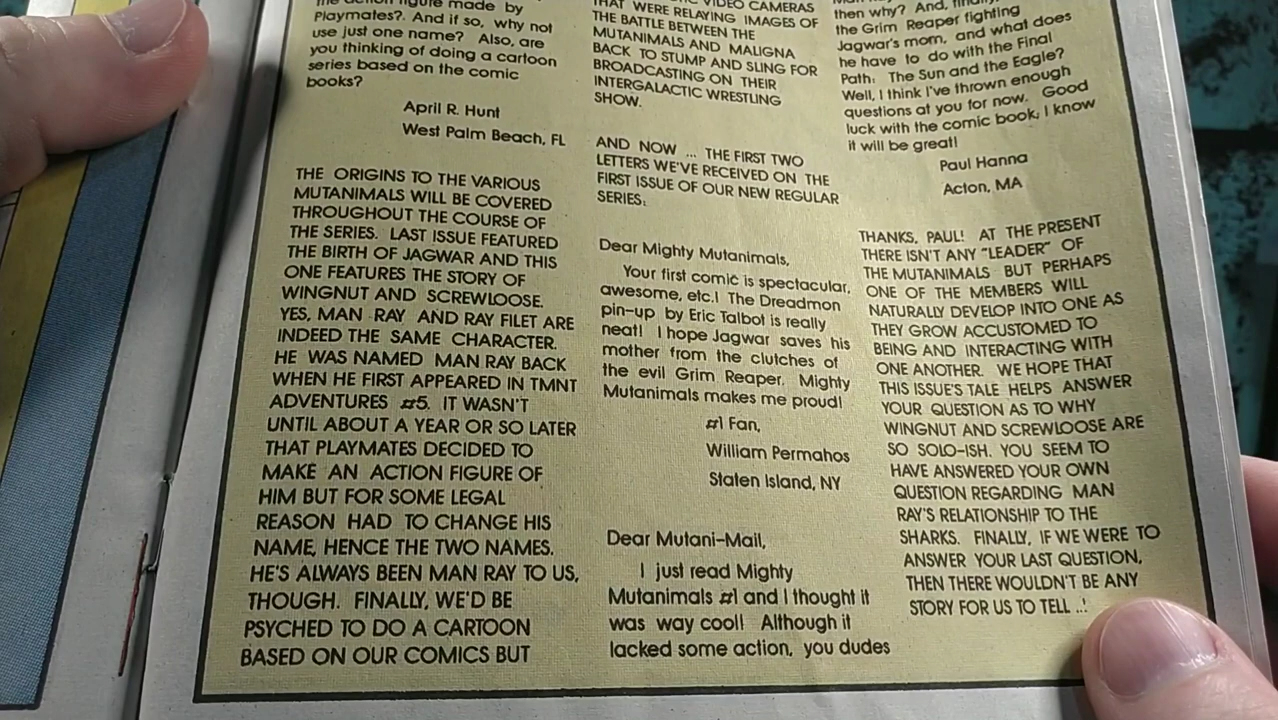 the action figure made by
Playmates?. And if so, why not
use just one name? Also, are
you thinking of doing a cartoon
series based on the comic
books?
April R. Hunt
West Palm Beach, FL
THE ORIGINS TO THE VARIOUS
MUTANIMALS WILL BE COVERED
THROUGHOUT THE COURSE OF
THE SERIES. LAST ISSUE FEATURED
THE BIRTH OF JAGWAR AND THIS
ONE FEATURES THE STORY OF
WINGNUT AND SCREWLOOSE.
YES, MAN RAY AND RAY FILET ARE
INDEED THE SAME CHARACTER.
HE WAS NAMED MAN RAY BACK
WHEN HE FIRST APPEARED IN TMNT
ADVENTURES #5. IT WASN'T
UNTIL ABOUT A YEAR OR SO LATER
THAT PLAYMATES DECIDED TO
MAKE AN ACTION FIGURE OF
HIM BUT FOR SOME LEGAL
REASON HAD TO CHANGE HIS
NAME, HENCE THE TWO NAMES.
HE'S ALWAYS BEEN MAN RAY TO US,
THOUGH. FINALLY, WE'D BE
PSYCHED TO DO A CARTOON
BASED ON OUR COMICS BUT
VIDEO CAMERAS
THAT WERE RELAYING IMAGES OF
THE BATTLE BETWEEN THE
MUTANIMALS AND MALIGNA
BACK TO STUMP AND SLING FOR
BROADCASTING ON THEIR
INTERGALACTIC WRESTLING
SHOW.
AND NOW ... THE FIRST TWO
LETTERS WE'VE RECEIVED ON THE
FIRST ISSUE OF OUR NEW REGULAR
SERIES:
Dear Mighty Mutanimals,
Your first comic is spectacular,
awesome, etc.! The Dreadmon
pin-up by Eric Talbot is really
neat! I hope Jagwar saves his
mother from the clutches of
the evil Grim Reaper. Mighty
Mutanimals makes me proud!
#1 Fan,
William Permahos
Staten Island, NY
Dear Mutani-Mail,
I just read Mighty
Mutanimals #1 and I thought it
was way cool! Although it
lacked some action, you dudes
then why? And, finally,
the Grim Reaper fighting
Jagwar's mom, and what does
he have to do with the Final
Path: The Sun and the Eagle?
Well, I think I've thrown enough
questions at you for now. Good
luck with the comic book; I know
it will be great!
Paul Hanna
Acton, MA
THANKS, PAUL! AT THE PRESENT
THERE ISN'T ANY "LEADER" OF
THE MUTANIMALS BUT PERHAPS
ONE OF THE MEMBERS WILL
NATURALLY DEVELOP INTO ONE AS
THEY GROW ACCUSTOMED TO
BEING AND INTERACTING WITH
ONE ANOTHER. WE HOPE THAT
THIS ISSUE'S TALE HELPS ANSWER
YOUR QUESTION AS TO WHY
WINGNUT AND SCREWLOOSE ARE
SO SOLO-ISH. YOU SEEM TO
HAVE ANSWERED YOUR OWN
QUESTION REGARDING MAN
RAY'S RELATIONSHIP TO THE
SHARKS. FINALLY, IF WE WERE TO
ANSWER YOUR LAST QUESTION,
THEN THERE WOULDN'T BE ANY
STORY FOR US TO TELL ..!